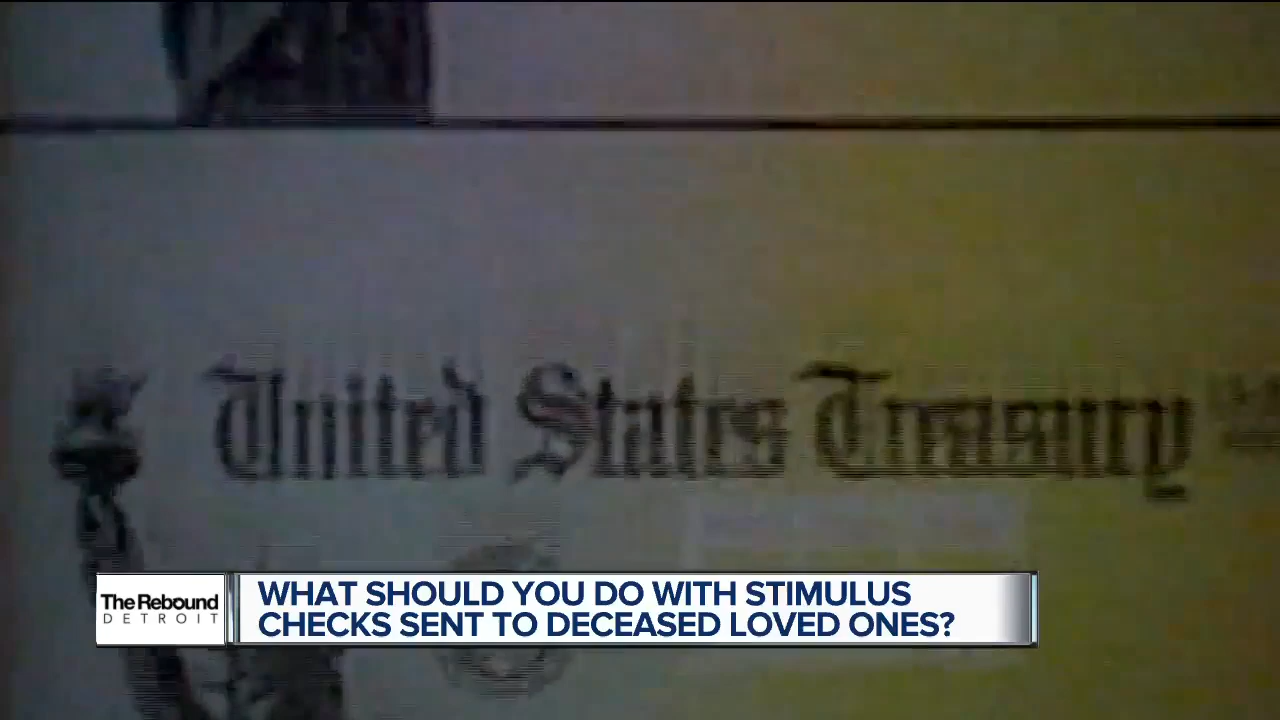 United States Treasury
The Rebound
DETROIT
WHAT SHOULD YOU DO WITH STIMULUS
CHECKS SENT TO DECEASED LOVED ONES?